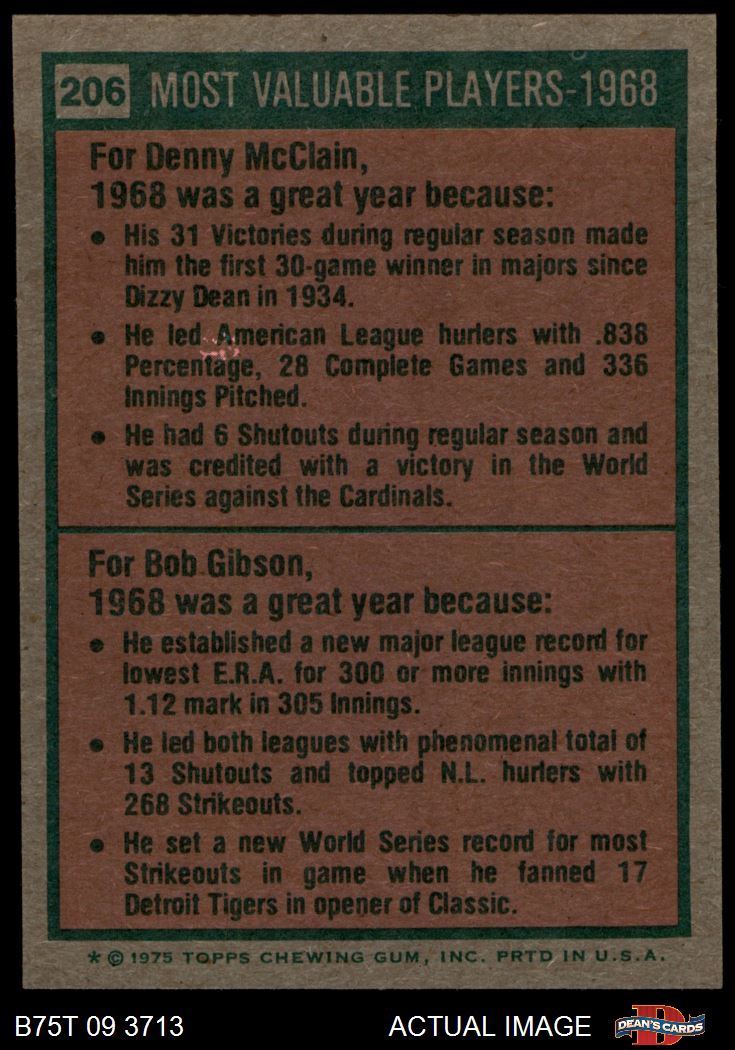 206 MOST VALUABLE PLAYERS-1968
For Denny McClain,
1968 was a great year because:
● His 31 Victories during regular season made
him the first 30-game winner in majors since
Dizzy Dean in 1934.
● He led American League hurlers with .838
Percentage, 28 Complete Games and 336
Innings Pitched.
● He had 6 Shutouts during regular season and
was credited with a victory in the World
Series against the Cardinals.
For Bob Gibson,
1968 was a great year because:
● He established a new major league record for
lowest E.R.A. for 300 or more innings with
1.12 mark in 305 Innings.
● He led both leagues with phenomenal total of
13 Shutouts and topped N.L. hurlers with
268 Strikeouts.
● He set a new World Series record for most
Strikeouts in game when he fanned 17
Detroit Tigers in opener of Classic.
* © 1975 TOPPS CHEWING GUM, INC. PRTD IN U.S.A.
B75T 09 3713 ACTUAL IMAGE DEAN'S CARDS